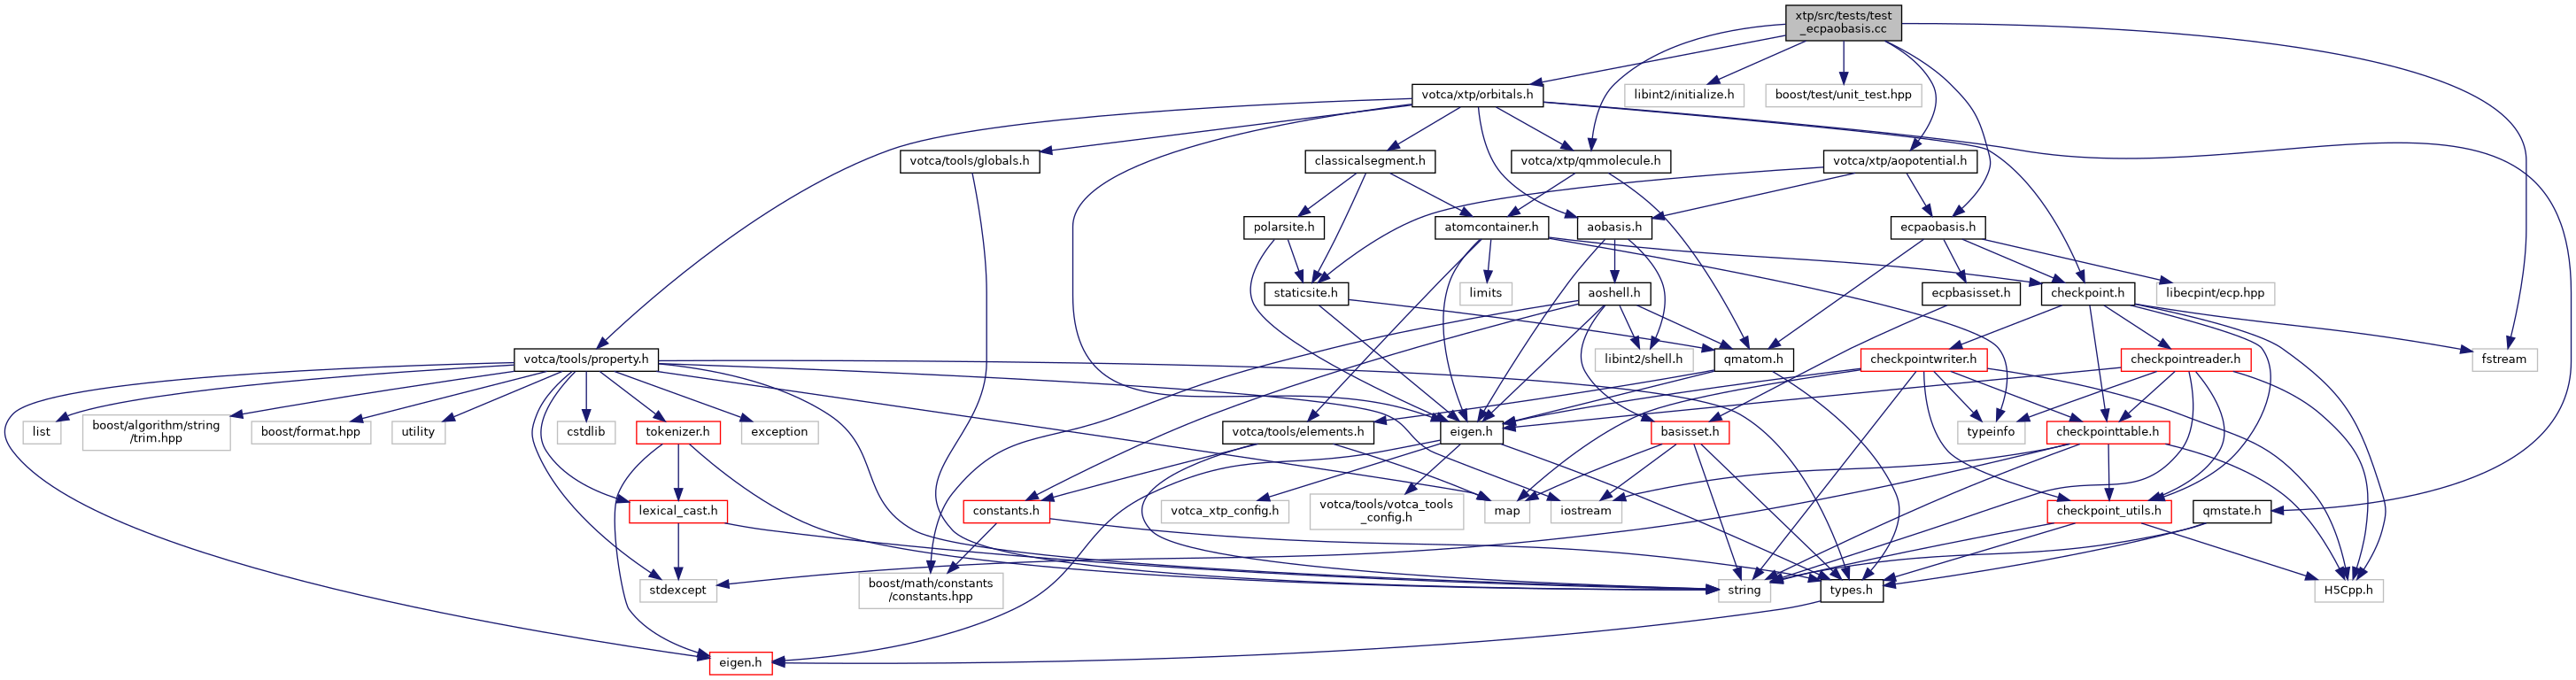 xtp/src/tests/test
_ecpaobasis.cc
votca/xtp/orbitals.h
libint2/initialize.h
boost/test/unit_test.hpp
votca/tools/globals.h
classicalsegment.h
votca/xtp/qmmolecule.h
votca/xtp/aopotential.h
polarsite.h
atomcontainer.h
aobasis.h
ecpaobasis.h
staticsite.h
limits
aoshell.h
ecpbasisset.h
checkpoint.h
libecpint/ecp.hpp
votca/tools/property.h
libint2/shell.h
qmatom.h
checkpointwriter.h
checkpointreader.h
fstream
list
boost/algorithm/string
/trim.hpp
boost/format.hpp
utility
cstdlib
tokenizer.h
exception
votca/tools/elements.h
eigen.h
basisset.h
typeinfo
checkpointtable.h
lexical_cast.h
constants.h
votca_xtp_config.h
votca/tools/votca_tools
_config.h
map
iostream
checkpoint_utils.h
qmstate.h
stdexcept
boost/math/constants
/constants.hpp
string
types.h
H5Cpp.h
eigen.h